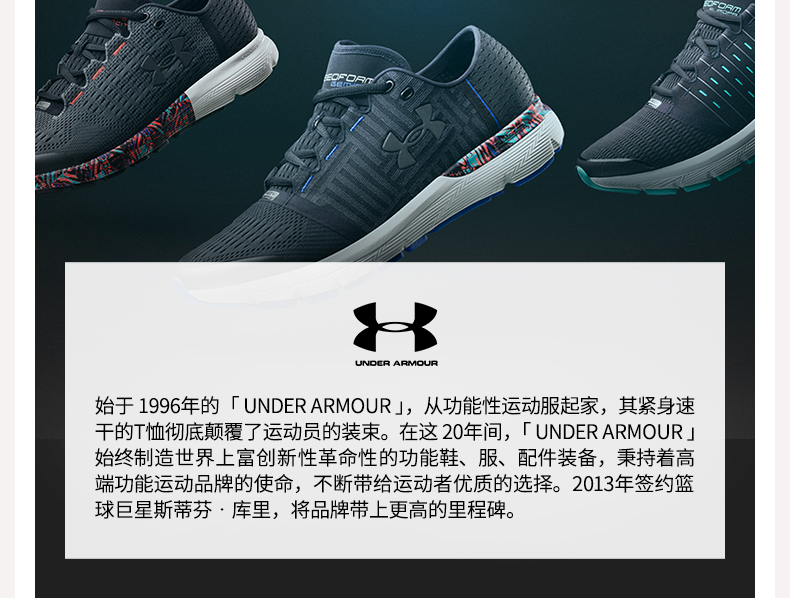 SPEEDFORM
GEMINI
UNDER ARMOUR
始于 1996年的「 UNDER ARMOUR 」，从功能性运动服起家，其紧身速
干的T恤彻底颠覆了运动员的装束。在这 20年间，「 UNDER ARMOUR 」
始终制造世界上富创新性革命性的功能鞋、服、配件装备，秉持着高
端功能运动品牌的使命，不断带给运动者优质的选择。2013年签约篮
球巨星斯蒂芬 · 库里，将品牌带上更高的里程碑。